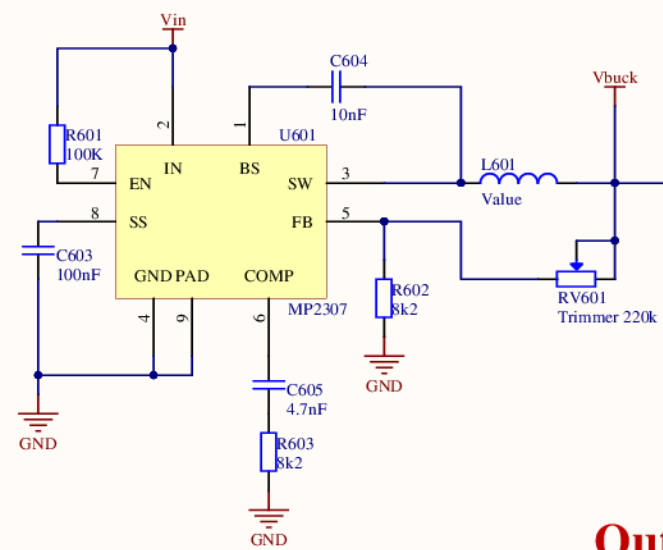 Vin
C604
10nF
Vbuck
R601
100K
2
1
U601
L601
Value
7
EN
IN
BS
SW
3
8
SS
FB
5
C603
100nF
GND
PAD
COMP
MP2307
R602
8k2
RV601
Trimmer 220k
4
9
6
GND
C605
4.7nF
GND
R603
8k2
GND